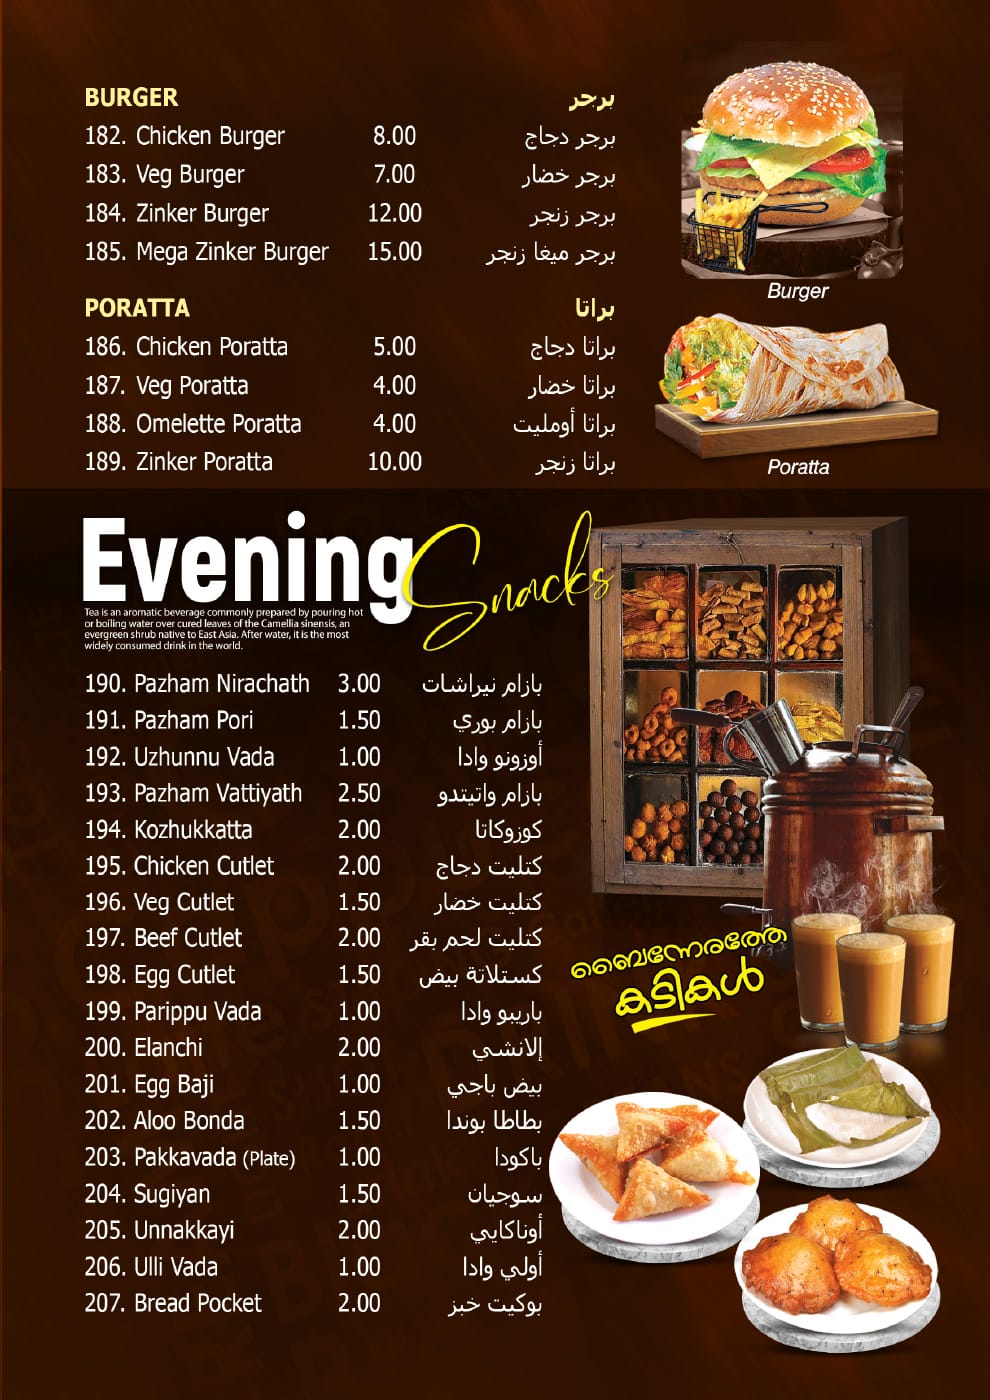 BURGER برجر
182. Chicken Burger 8.00 برجر دجاج
183. Veg Burger 7.00 برجر خضار
184. Zinker Burger 12.00 برجر زنجر
185. Mega Zinker Burger 15.00 برجر ميغا زنجر
Burger
PORATTA براتا
186. Chicken Poratta 5.00 براتا دجاج
187. Veg Poratta 4.00 براتا خضار
188. Omelette Poratta 4.00 براتا أومليت
189. Zinker Poratta 10.00 براتا زنجر
Poratta
Evening Snacks
Tea is an aromatic beverage commonly prepared by pouring hot
or boiling water over cured leaves of the Camellia sinensis, an
evergreen shrub native to East Asia. After water, it is the most
widely consumed drink in the world.
190. Pazham Nirachath 3.00 بازام نيراشات
191. Pazham Pori 1.50 بازام بوري
192. Uzhunnu Vada 1.00 أوزونو وادا
193. Pazham Vattiyath 2.50 بازام واتيتدو
194. Kozhukkatta 2.00 كوزوكاتا
195. Chicken Cutlet 2.00 كتليت دجاج
196. Veg Cutlet 1.50 كتليت خضار
197. Beef Cutlet 2.00 كتليت لحم بقر
198. Egg Cutlet 1.50 كستلاتة بيض
199. Parippu Vada 1.00 باريبو وادا
200. Elanchi 2.00 إلانشي
201. Egg Baji 1.00 بيض باجي
202. Aloo Bonda 1.50 بطاطا بوندا
203. Pakkavada (Plate) 1.00 باكودا
204. Sugiyan 1.50 سوجيان
205. Unnakkayi 2.00 أوناكايي
206. Ulli Vada 1.00 أولي وادا
207. Bread Pocket 2.00 بوكيت خبز
ബൈന്നേരത്തേ
കടികൾ